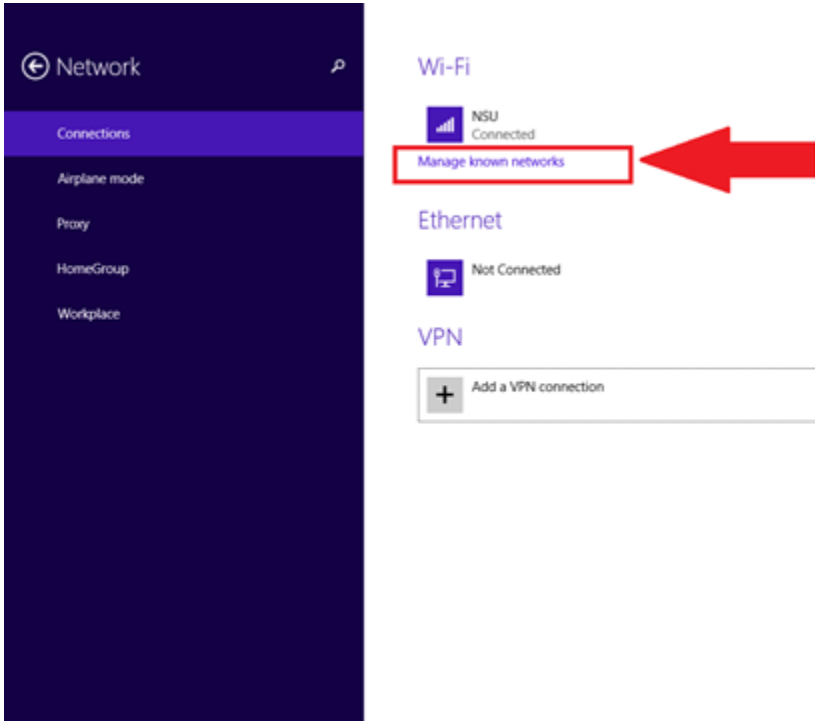 Network
Connections
Airplane mode
Proxy
HomeGroup
Workplace
Wi-Fi
NSU
Connected
Manage known networks
Ethernet
Not Connected
VPN
Add a VPN connection